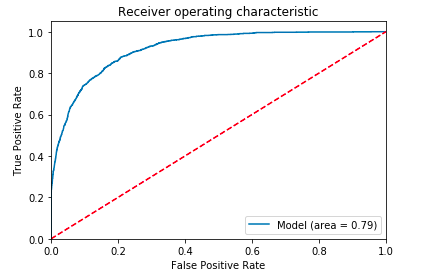 Receiver operating characteristic
True Positive Rate
1.0
0.8
0.6
0.4
0.2
0.0
0.0 0.2 0.4 0.6 0.8 1.0
False Positive Rate
Model (area = 0.79)